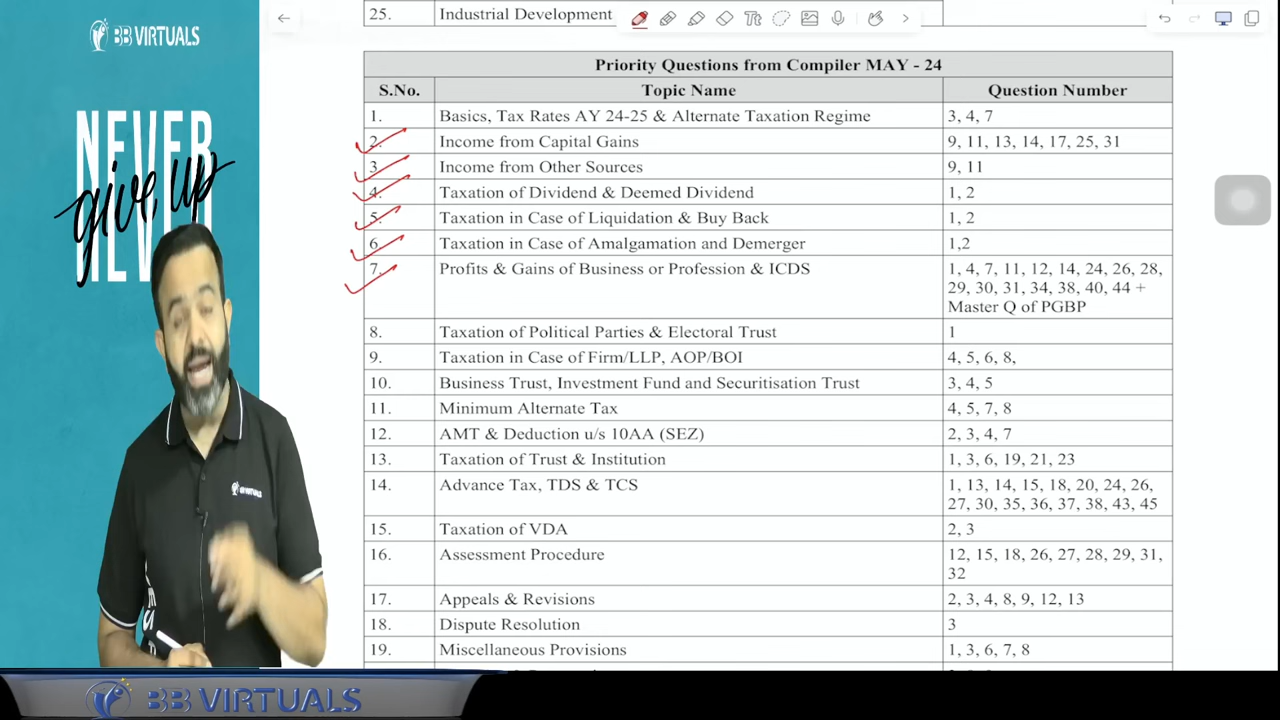 BB VIRTUALS
NEVER
give up
NEVER
25. Industrial Development
Tt
Priority Questions from Compiler MAY - 24
S.No. Topic Name Question Number
1. Basics, Tax Rates AY 24-25 & Alternate Taxation Regime 3, 4, 7
2. Income from Capital Gains 9, 11, 13, 14, 17, 25, 31
3 Income from Other Sources 9, 11
4. Taxation of Dividend & Deemed Dividend 1, 2
5. Taxation in Case of Liquidation & Buy Back 1, 2
6 Taxation in Case of Amalgamation and Demerger 1,2
7. Profits & Gains of Business or Profession & ICDS 1, 4, 7, 11, 12, 14, 24, 26, 28,
29, 30, 31, 34, 38, 40, 44 +
Master Q of PGBP
8. Taxation of Political Parties & Electoral Trust 1
9. Taxation in Case of Firm/LLP, AOP/BOI 4, 5, 6, 8,
10. Business Trust, Investment Fund and Securitisation Trust 3, 4, 5
11. Minimum Alternate Tax 4, 5, 7, 8
12. AMT & Deduction u/s 10AA (SEZ) 2, 3, 4, 7
13. Taxation of Trust & Institution 1, 3, 6, 19, 21, 23
14. Advance Tax, TDS & TCS 1, 13, 14, 15, 18, 20, 24, 26,
27, 30, 35, 36, 37, 38, 43, 45
15. Taxation of VDA 2, 3
16. Assessment Procedure 12, 15, 18, 26, 27, 28, 29, 31,
32
17. Appeals & Revisions 2, 3, 4, 8, 9, 12, 13
18. Dispute Resolution 3
19. Miscellaneous Provisions 1, 3, 6, 7, 8
BB VIRTUALS
BB VIRTUALS